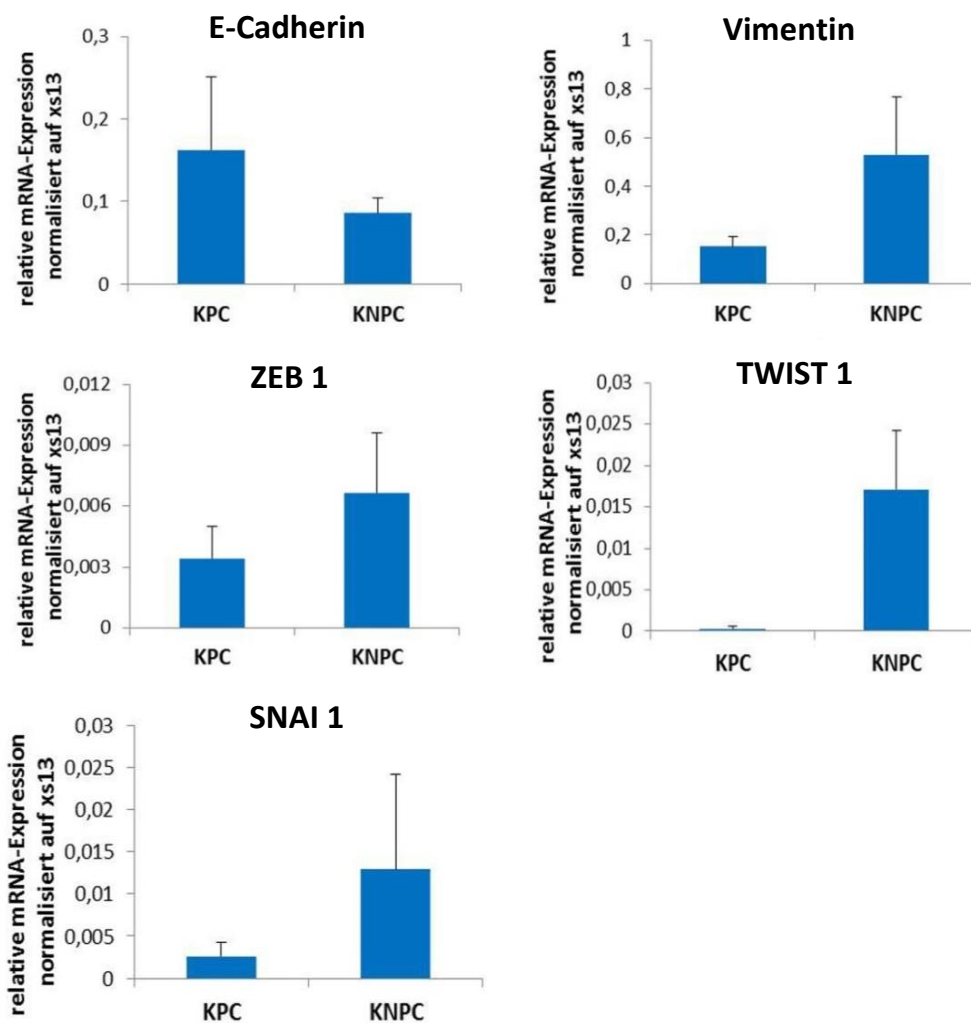 E-Cadherin
relative mRNA-Expression
normalisiert auf xs13
0,3
0,2
0,1
0
KPC KNPC
Vimentin
relative mRNA-Expression
normalisiert auf xs13
1
0,8
0,6
0,4
0,2
0
KPC KNPC
ZEB 1
relative mRNA-Expression
normalisiert auf xs13
0,012
0,009
0,006
0,003
0
KPC KNPC
TWIST 1
relative mRNA-Expression
normalisiert auf xs13
0,03
0,025
0,02
0,015
0,01
0,005
0
KPC KNPC
SNAI 1
relative mRNA-Expression
normalisiert auf xs13
0,03
0,025
0,02
0,015
0,01
0,005
0
KPC KNPC